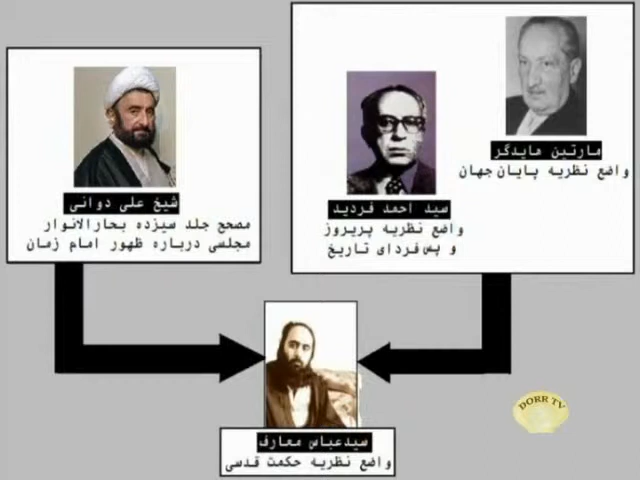 شیخ علی دوانی
مصحح جلد سیزده بحارالانوار
مجلسی درباره ظهور امام زمان
مارتین هایدگر
واضع نظریه پایان جهان
سید احمد فردید
واضع نظریه پریروز
و پس فردای تاریخ
سیدعباس معارف
واضع نظریه حکمت قدسی
DORR TV